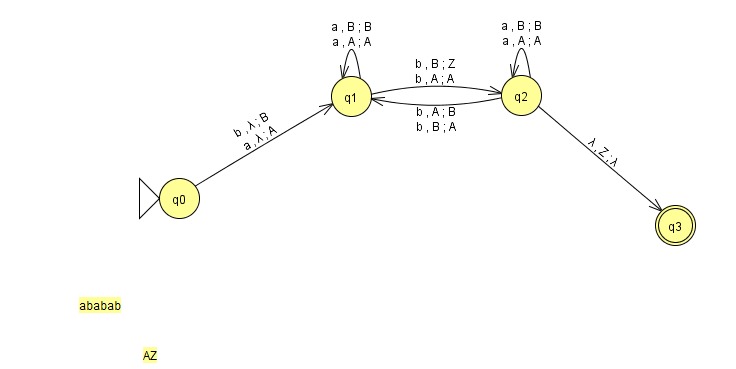 a , B ; B
a , A ; A
a , B ; B
a , A ; A
b , B ; Z
b , A ; A
q1
q2
b , A ; B
b , B ; A
b , λ ; B
a , λ ; A
λ , Z ; λ
q0
q3
ababab
AZ